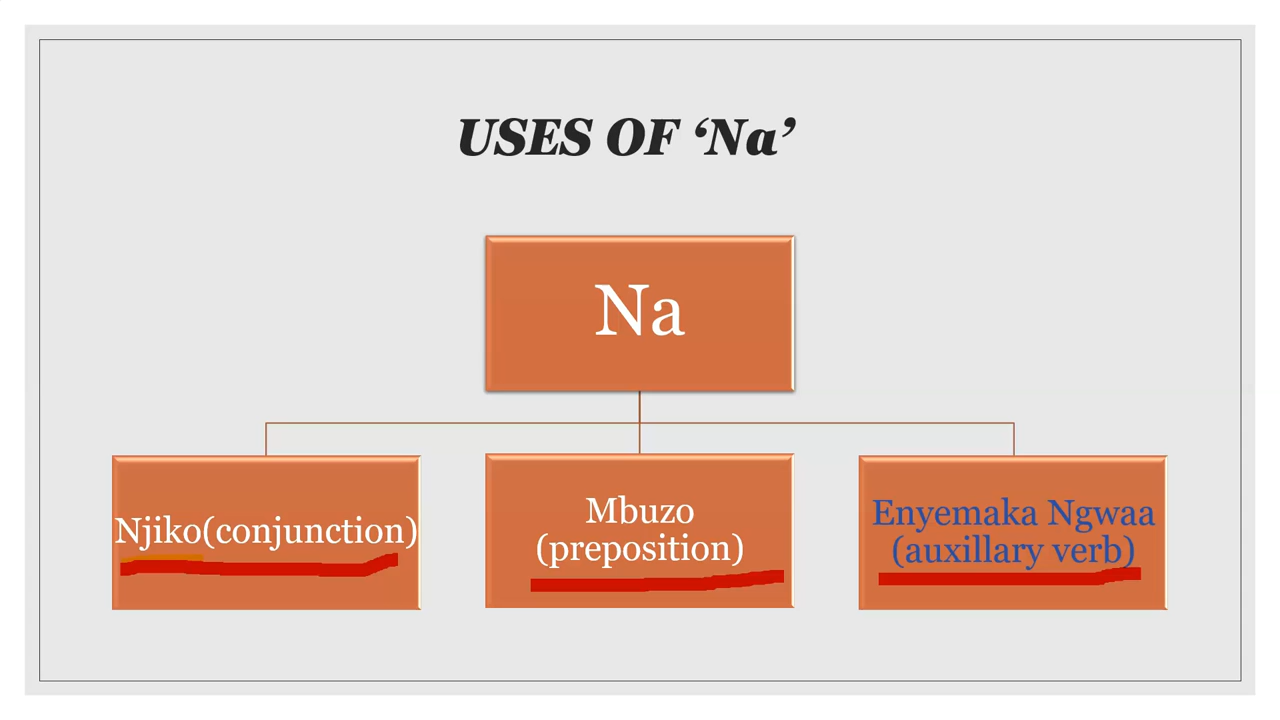 USES OF ‘Na’
Na
Njiko(conjunction)
Mbuzo
(preposition)
Enyemaka Ngwaa
(auxillary verb)